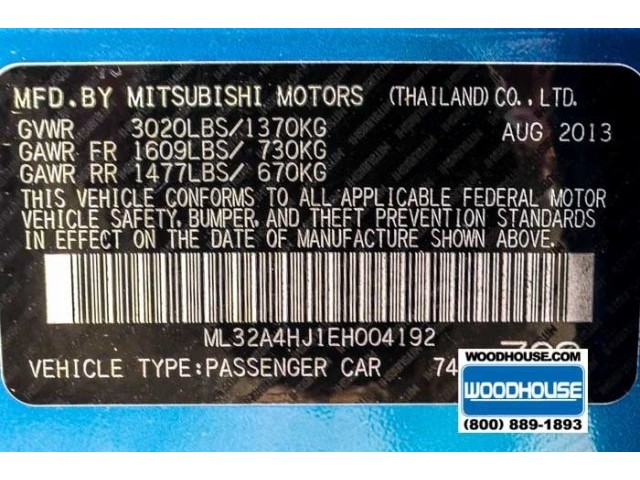 MFD.BY MITSUBISHI MOTORS (THAILAND)CO.,LTD.
GVWR 3020LBS/1370KG AUG 2013
GAWR FR 1609LBS/ 730KG
GAWR RR 1477LBS/ 670KG
THIS VEHICLE CONFORMS TO ALL APPLICABLE FEDERAL MOTOR
VEHICLE SAFETY, BUMPER, AND THEFT PREVENTION STANDARDS
IN EFFECT ON THE DATE OF MANUFACTURE SHOWN ABOVE.
ML32A4HJ1EH004192
VEHICLE TYPE:PASSENGER CAR
WOODHOUSE.COM
WOODHOUSE
(800) 889-1893